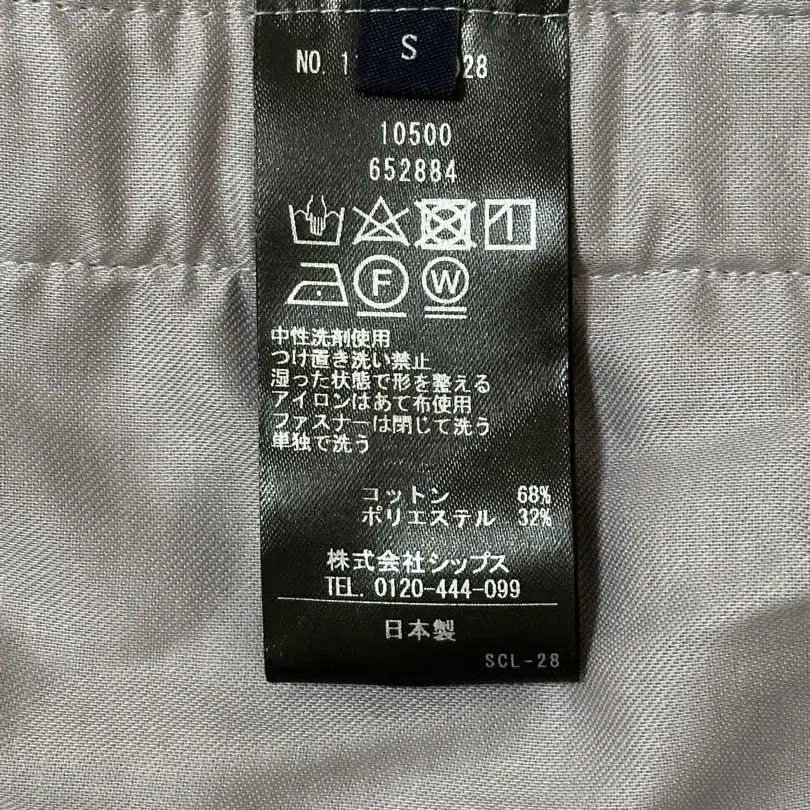 S
NO. 1 28
10500
652884
F W
中性洗剤使用
つけ置き洗い禁止
湿った状態で形を整える
アイロンはあて布使用
ファスナーは閉じて洗う
単独で洗う
コットン 68%
ポリエステル 32%
株式会社シップス
TEL. 0120-444-099
日本製
SCL-28